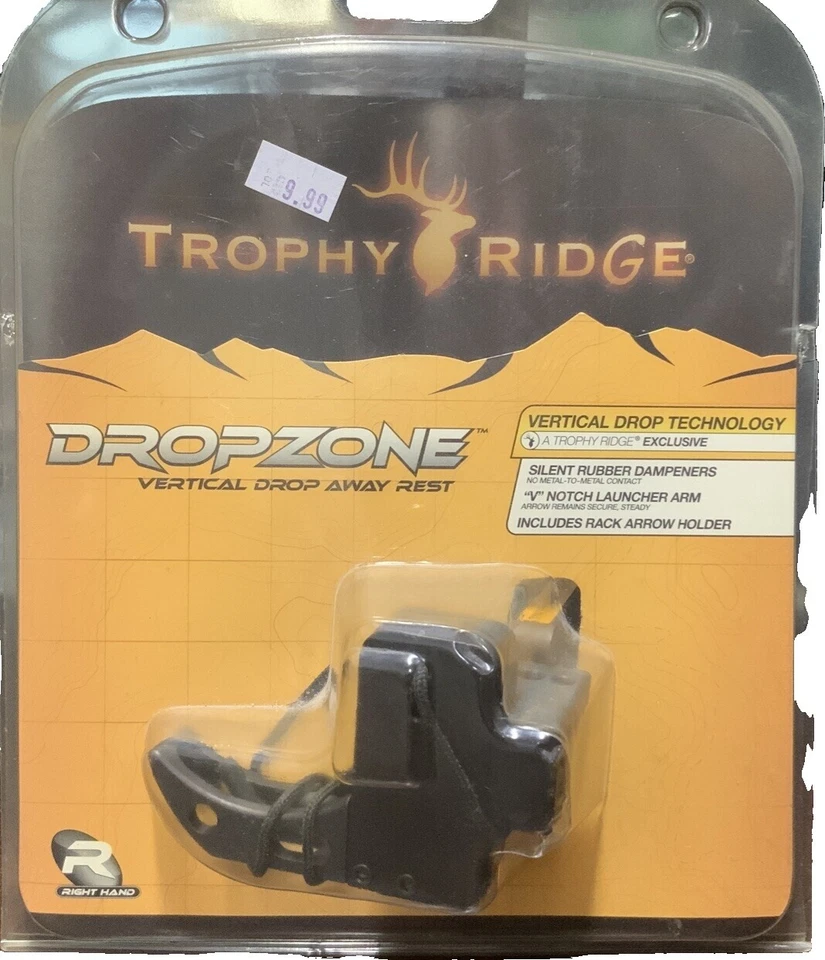 9.99
TROPHY RIDGE®
DROPZONE™
VERTICAL DROP AWAY REST
VERTICAL DROP TECHNOLOGY
A TROPHY RIDGE® EXCLUSIVE
SILENT RUBBER DAMPENERS
NO METAL-TO-METAL CONTACT
“V” NOTCH LAUNCHER ARM
ARROW REMAINS SECURE, STEADY
INCLUDES RACK ARROW HOLDER
R
RIGHT HAND